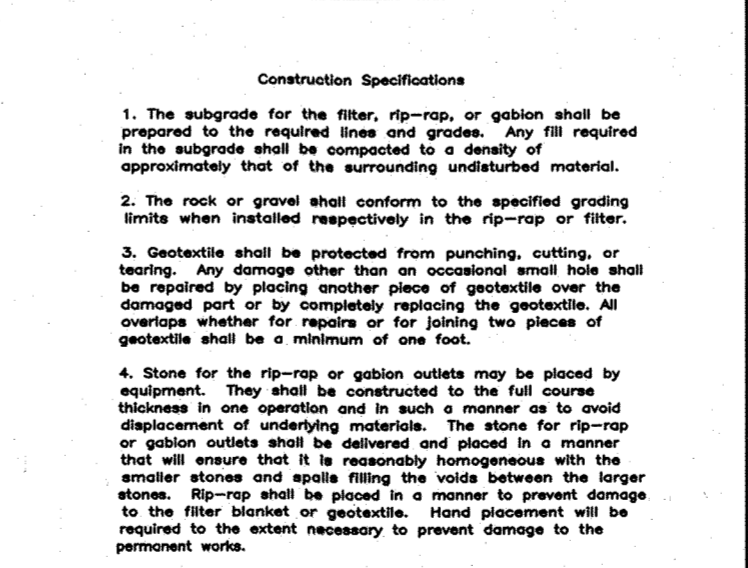 Construction Specifications
1. The subgrade for the filter, rip-rap, or gabion shall be
prepared to the required lines and grades. Any fill required
in the subgrade shall be compacted to a density of
approximately that of the surrounding undisturbed material.
2. The rock or gravel shall conform to the specified grading
limits when installed respectively in the rip-rap or filter.
3. Geotextile shall be protected from punching, cutting, or
tearing. Any damage other than an occasional small hole shall
be repaired by placing another piece of geotextile over the
damaged part or by completely replacing the geotextile. All
overlaps whether for repairs or for joining two pieces of
geotextile shall be a minimum of one foot.
4. Stone for the rip-rap or gabion outlets may be placed by
equipment. They shall be constructed to the full course
thickness in one operation and in such a manner as to avoid
displacement of underlying materials. The stone for rip-rap
or gabion outlets shall be delivered and placed in a manner
that will ensure that it is reasonably homogeneous with the
smaller stones and spalls filling the voids between the larger
stones. Rip-rap shall be placed in a manner to prevent damage
to the filter blanket or geotextile. Hand placement will be
required to the extent necessary to prevent damage to the
permanent works.